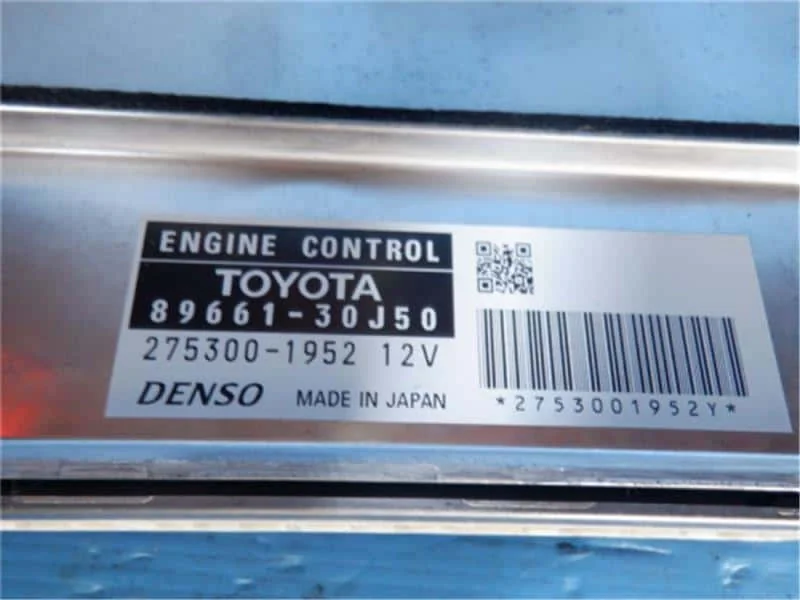 ENGINE CONTROL
TOYOTA
89661-30J50
275300-1952 12V
DENSO MADE IN JAPAN
*2753001952Y*